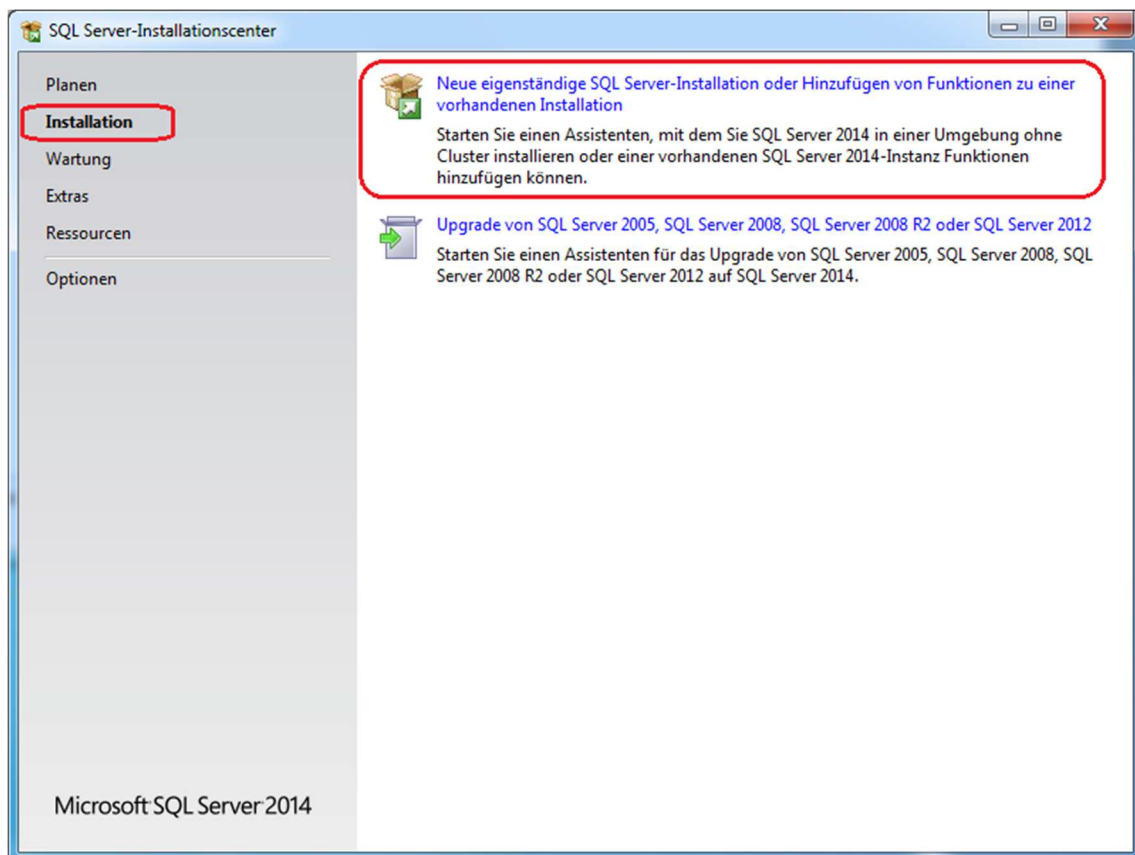 SQL Server-Installationscenter
Planen
Installation
Wartung
Extras
Ressourcen
Optionen
Neue eigenständige SQL Server-Installation oder Hinzufügen von Funktionen zu einer
vorhandenen Installation
Starten Sie einen Assistenten, mit dem Sie SQL Server 2014 in einer Umgebung ohne
Cluster installieren oder einer vorhandenen SQL Server 2014-Instanz Funktionen
hinzufügen können.
Upgrade von SQL Server 2005, SQL Server 2008, SQL Server 2008 R2 oder SQL Server 2012
Starten Sie einen Assistenten für das Upgrade von SQL Server 2005, SQL Server 2008, SQL
Server 2008 R2 oder SQL Server 2012 auf SQL Server 2014.
Microsoft SQL Server 2014